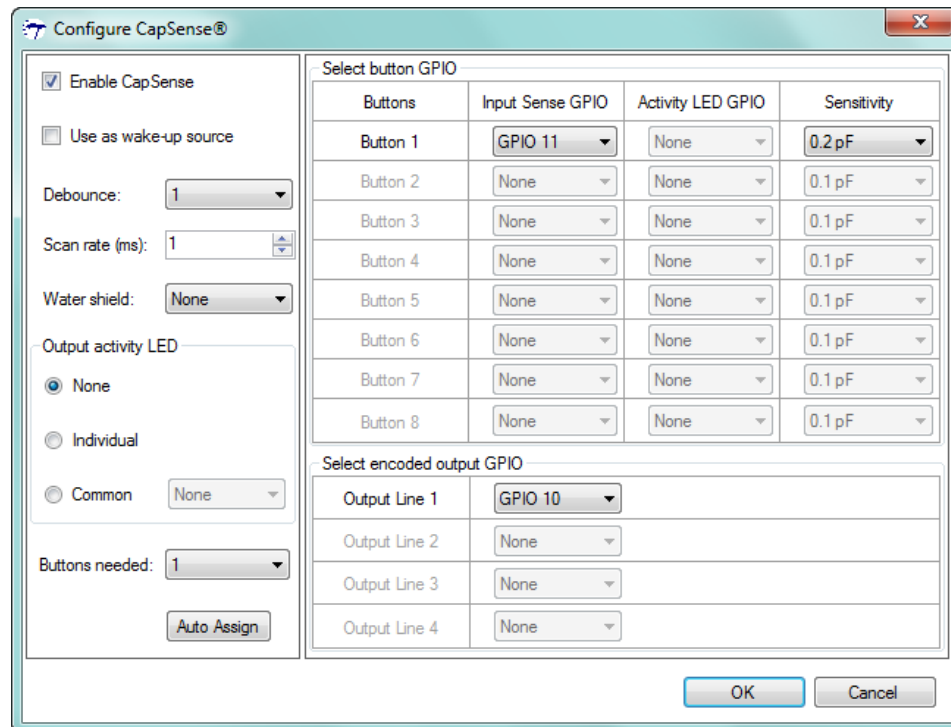 Configure CapSense®
Enable CapSense
Use as wake-up source
Debounce: 1
Scan rate (ms): 1
Water shield: None
Output activity LED
None
Individual
Common None
Buttons needed: 1
Auto Assign
Select button GPIO
Buttons Input Sense GPIO Activity LED GPIO Sensitivity
Button 1 GPIO 11 None 0.2 pF
Button 2 None None 0.1 pF
Button 3 None None 0.1 pF
Button 4 None None 0.1 pF
Button 5 None None 0.1 pF
Button 6 None None 0.1 pF
Button 7 None None 0.1 pF
Button 8 None None 0.1 pF
Select encoded output GPIO
Output Line 1 GPIO 10
Output Line 2 None
Output Line 3 None
Output Line 4 None
OK Cancel